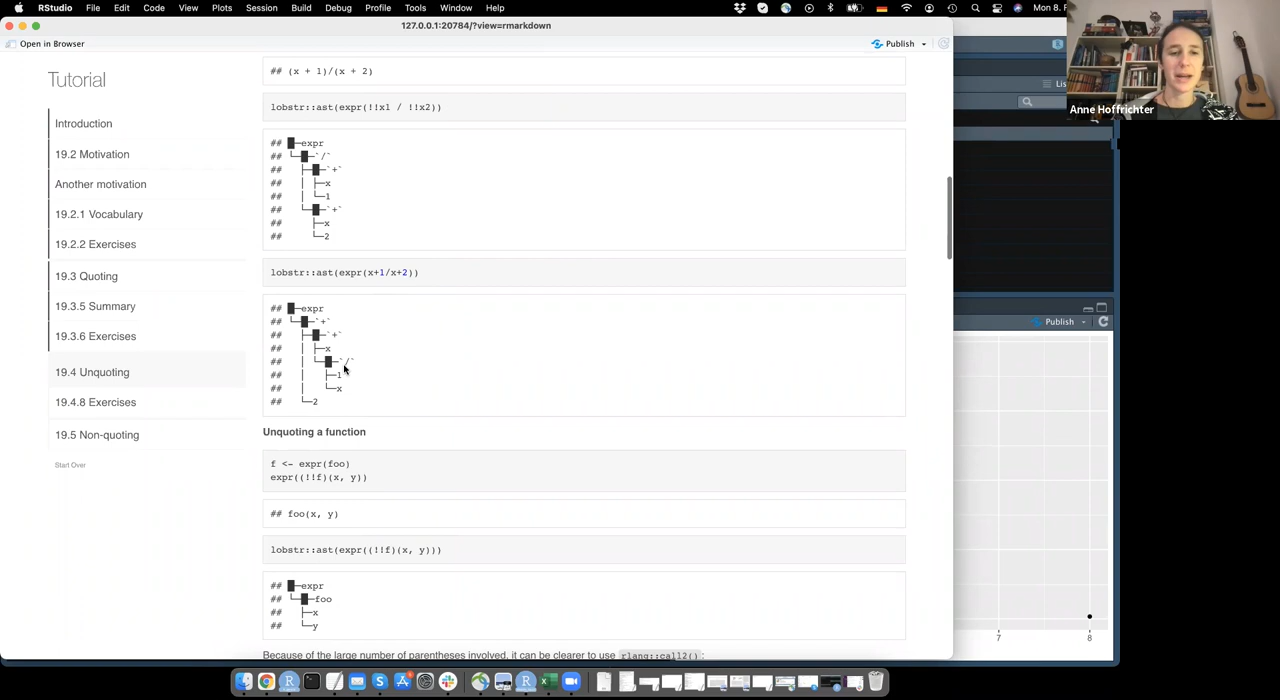 RStudio File Edit Code View Plots Session Build Debug Profile Tools Window Help Mon 8. F
127.0.0.1:20784/?view=rmarkdown
Open in Browser Publish
Lis
Anne Hoffrichter
Tutorial
Introduction
19.2 Motivation
Another motivation
19.2.1 Vocabulary
19.2.2 Exercises
19.3 Quoting
19.3.5 Summary
19.3.6 Exercises
19.4 Unquoting
19.4.8 Exercises
19.5 Non-quoting
Start Over
## (x + 1)/(x + 2)
lobstr::ast(expr(!!x1 / !!x2))
## █─expr
## └─█─`/`
##   ├─█─`+`
##   │ ├─x
##   │ └─1
##   └─█─`+`
##     ├─x
##     └─2
lobstr::ast(expr(x+1/x+2))
## █─expr
## └─█─`+`
##   ├─█─`+`
##   │ ├─x
##   │ └─█─`/`
##   │   ├─1
##   │   └─x
##   └─2
Unquoting a function
f <- expr(foo)
expr((!!f)(x, y))
## foo(x, y)
lobstr::ast(expr((!!f)(x, y)))
## █─expr
## └─█─foo
##   ├─x
##   └─y
Because of the large number of parentheses involved, it can be clearer to use rlang::call2():
Publish
7 8